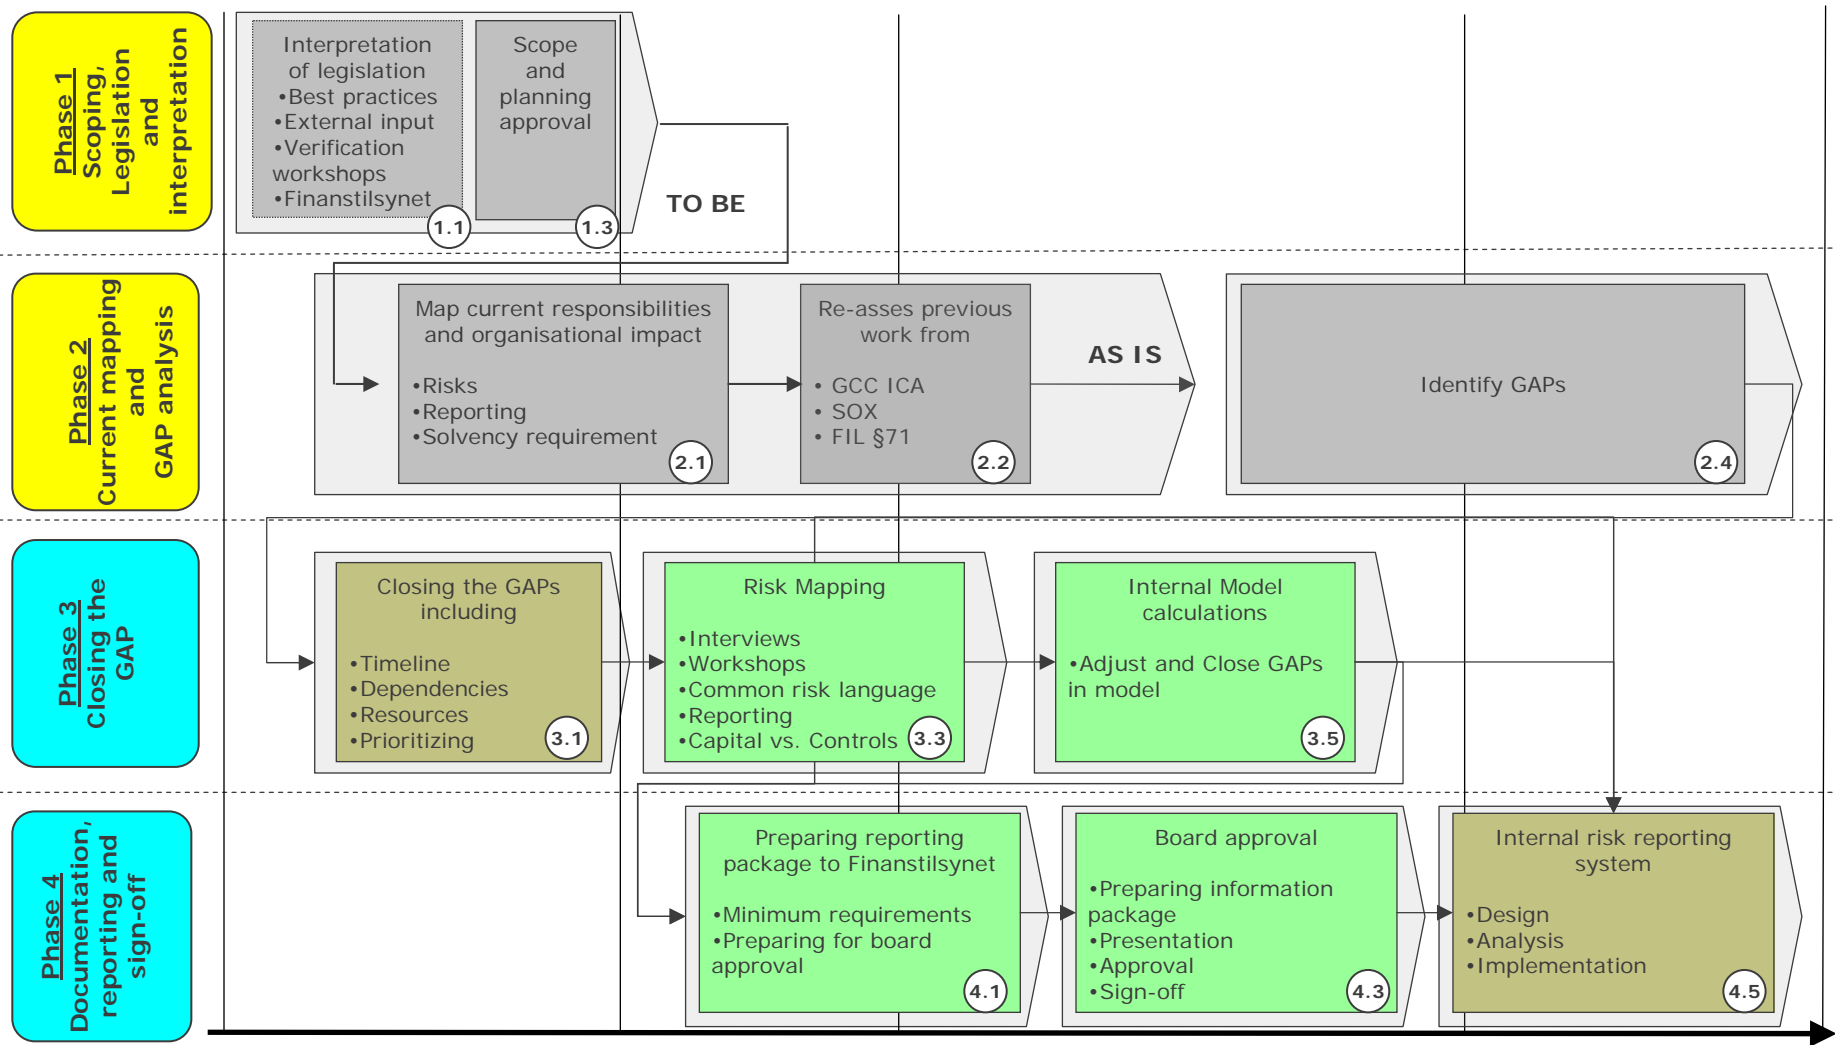 Phase 1
Scoping,
Legislation
and
interpretation
Interpretation
of legislation
•Best practices
•External input
•Verification
workshops
•Finanstilsynet
1.1
Scope
and
planning
approval
1.3
TO BE
Phase 2
Current mapping
and
GAP analysis
Map current responsibilities
and organisational impact
•Risks
•Reporting
•Solvency requirement
2.1
Re-asses previous
work from
• GCC ICA
• SOX
• FIL §71
2.2
AS IS
Identify GAPs
2.4
Phase 3
Closing the
GAP
Closing the GAPs
including
•Timeline
•Dependencies
•Resources
•Prioritizing
3.1
Risk Mapping
•Interviews
•Workshops
•Common risk language
•Reporting
•Capital vs. Controls
3.3
Internal Model
calculations
•Adjust and Close GAPs
in model
3.5
Phase 4
Documentation,
reporting and
sign-off
Preparing reporting
package to Finanstilsynet
•Minimum requirements
•Preparing for board
approval
4.1
Board approval
•Preparing information
package
•Presentation
•Approval
•Sign-off
4.3
Internal risk reporting
system
•Design
•Analysis
•Implementation
4.5